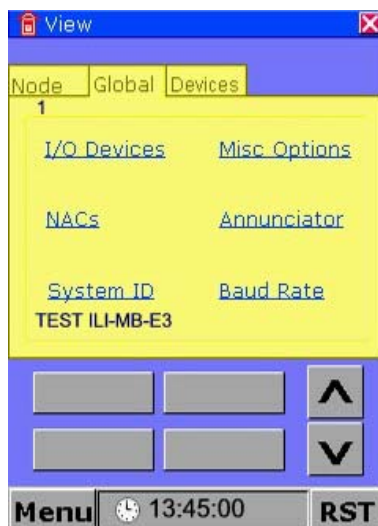 View
Node Global Devices
1
I/O Devices Misc Options
NACs Annunciator
System ID Baud Rate
TEST ILI-MB-E3
Menu 13:45:00 RST